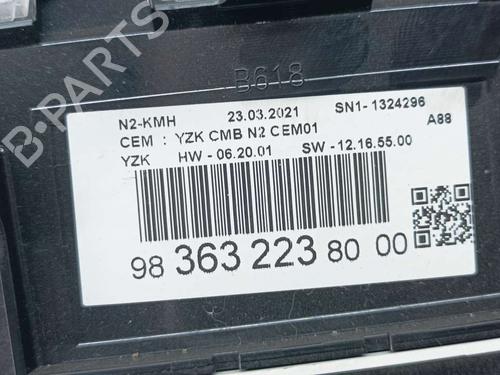 B618
N2-KMH 23.03.2021 SN1- 1324296
CEM : YZK CMB N2 CEM01 A88
YZK HW - 06.20.01 SW - 12.16.55.00
98 363 223 80 00